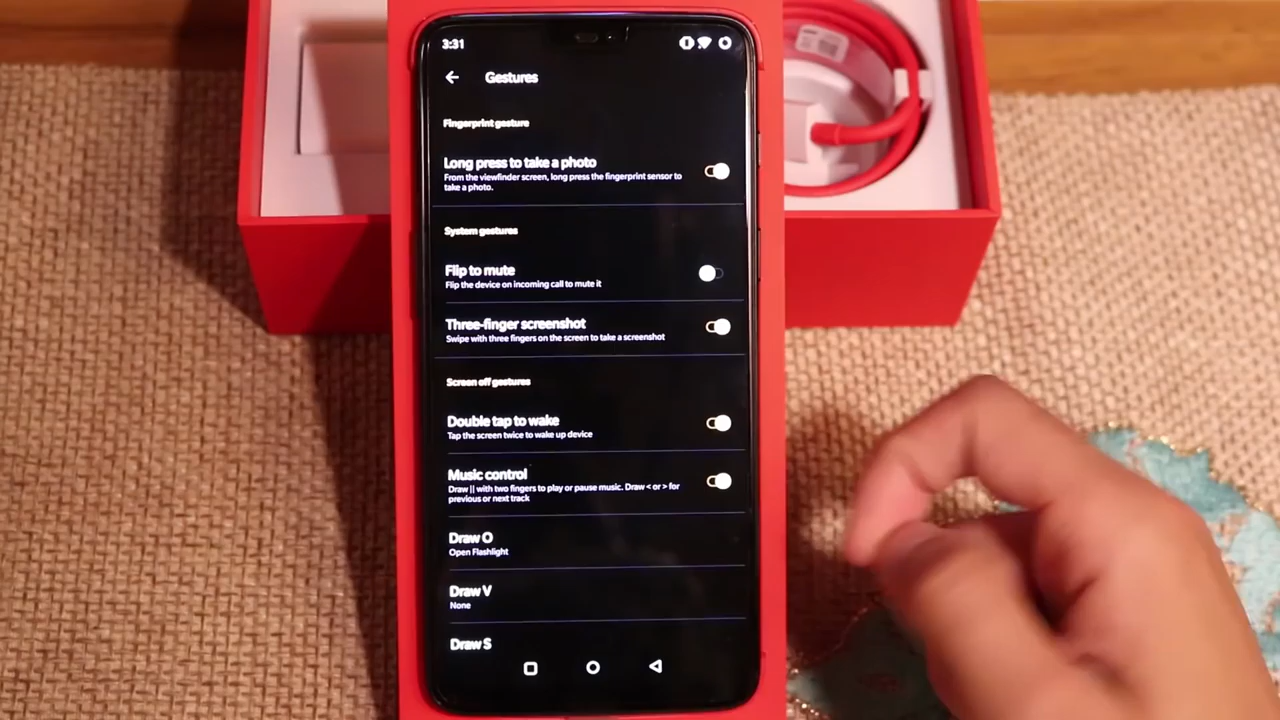 3:31
Gestures
Fingerprint gesture
Long press to take a photo
From the viewfinder screen, long press the fingerprint sensor to
take a photo.
System gestures
Flip to mute
Flip the device on incoming call to mute it
Three-finger screenshot
Swipe with three fingers on the screen to take a screenshot
Screen off gestures
Double tap to wake
Tap the screen twice to wake up device
Music control
Draw || with two fingers to play or pause music. Draw < or > for
previous or next track
Draw O
Open Flashlight
Draw V
None
Draw S